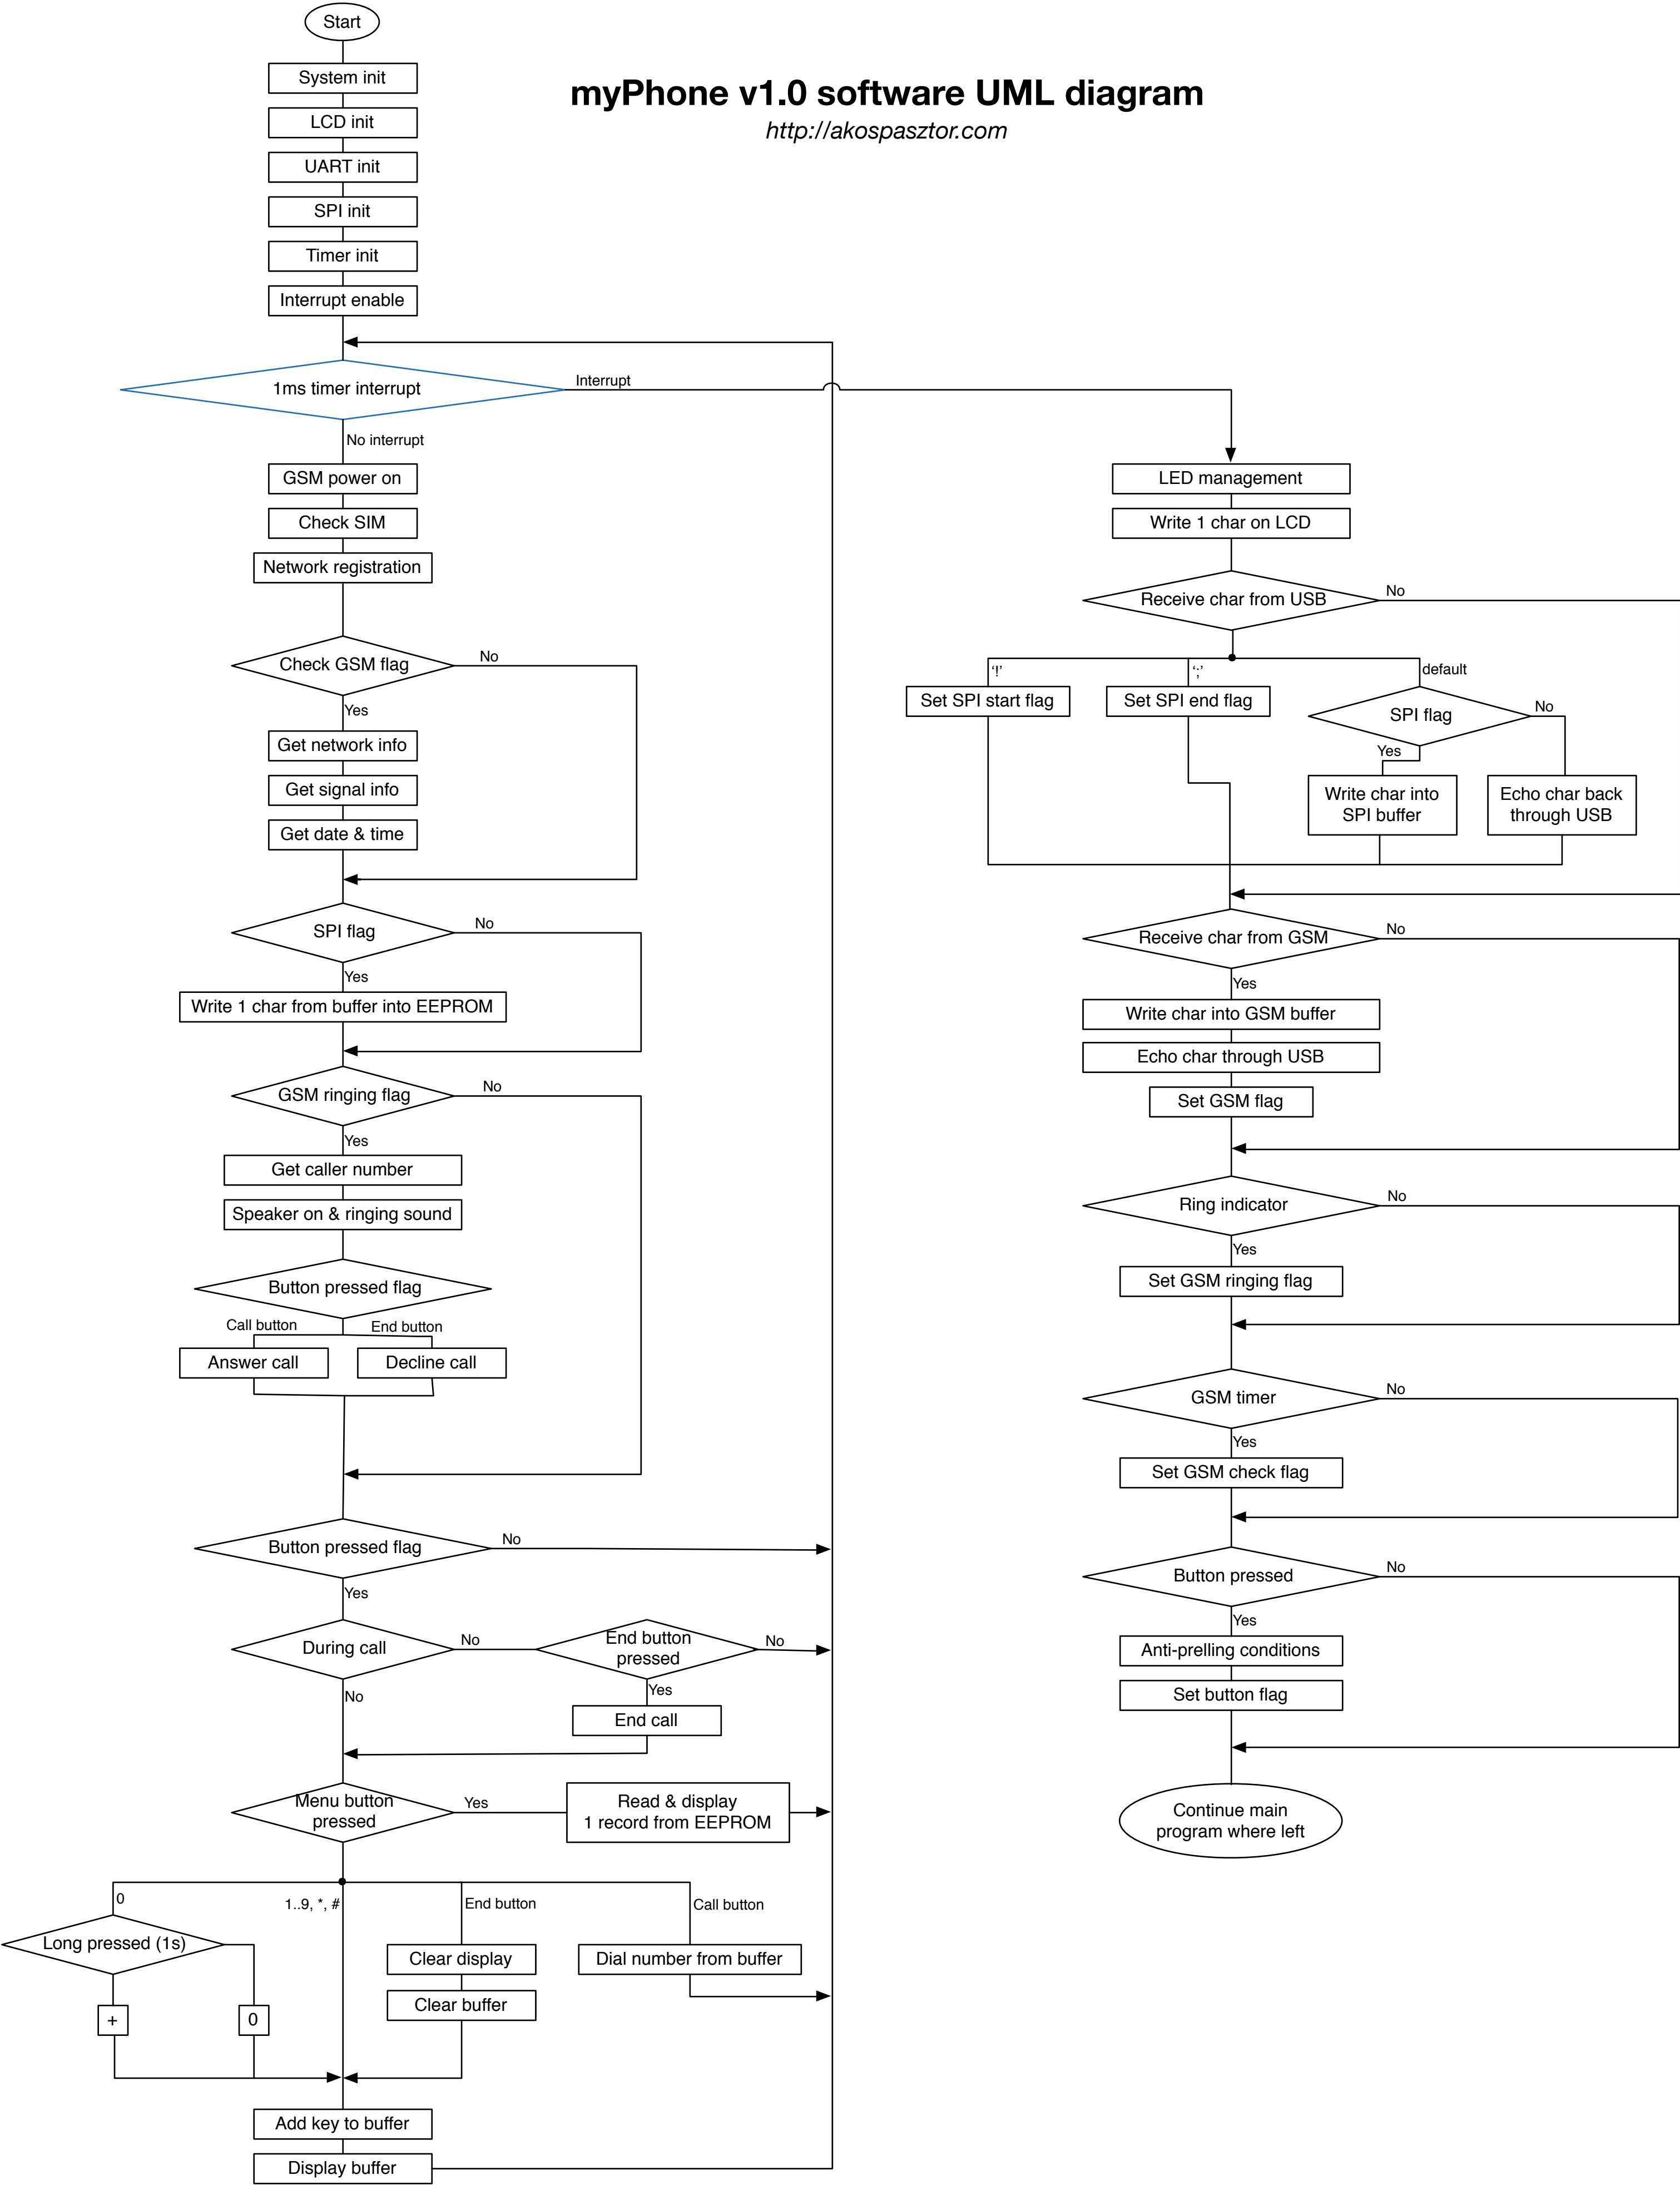 Start
System init
myPhone v1.0 software UML diagram
http://akospasztor.com
LCD init
UART init
SPI init
Timer init
Interrupt enable
1ms timer interrupt
Interrupt
No interrupt
GSM power on
Check SIM
Network registration
Check GSM flag
No
Yes
Get network info
Get signal info
Get date & time
SPI flag
No
Yes
Write 1 char from buffer into EEPROM
GSM ringing flag
No
Yes
Get caller number
Speaker on & ringing sound
Button pressed flag
Call button
End button
Answer call
Decline call
Button pressed flag
No
Yes
During call
No
End button
pressed
No
No
Yes
End call
Menu button
pressed
Yes
Read & display
1 record from EEPROM
0
1..9, *, #
End button
Call button
Long pressed (1s)
Clear display
Dial number from buffer
Clear buffer
+
0
Add key to buffer
Display buffer
LED management
Write 1 char on LCD
Receive char from USB
No
‘!’
‘;’
default
Set SPI start flag
Set SPI end flag
SPI flag
No
Yes
Write char into
SPI buffer
Echo char back
through USB
Receive char from GSM
No
Yes
Write char into GSM buffer
Echo char through USB
Set GSM flag
Ring indicator
No
Yes
Set GSM ringing flag
GSM timer
No
Yes
Set GSM check flag
Button pressed
No
Yes
Anti-prelling conditions
Set button flag
Continue main
program where left